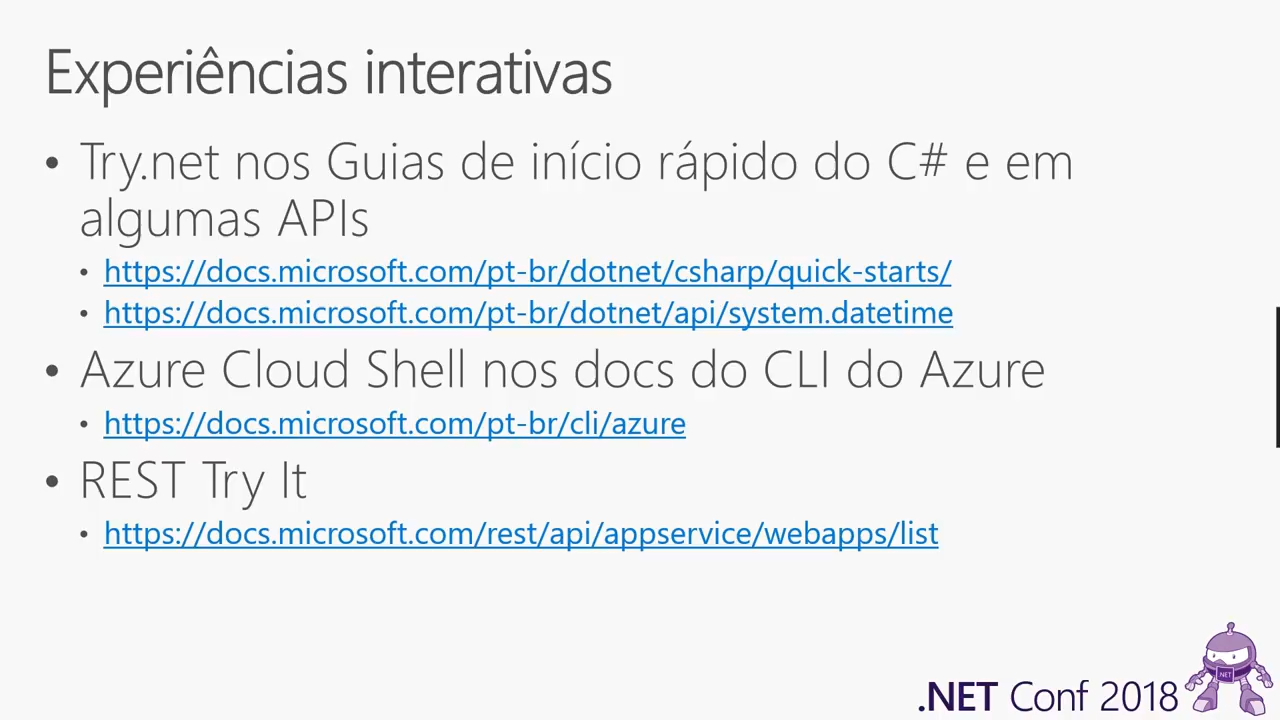 Experiências interativas
• Try.net nos Guias de início rápido do C# e em
algumas APIs
• https://docs.microsoft.com/pt-br/dotnet/csharp/quick-starts/
• https://docs.microsoft.com/pt-br/dotnet/api/system.datetime
• Azure Cloud Shell nos docs do CLI do Azure
• https://docs.microsoft.com/pt-br/cli/azure
• REST Try It
• https://docs.microsoft.com/rest/api/appservice/webapps/list
.NET Conf 2018
.NET